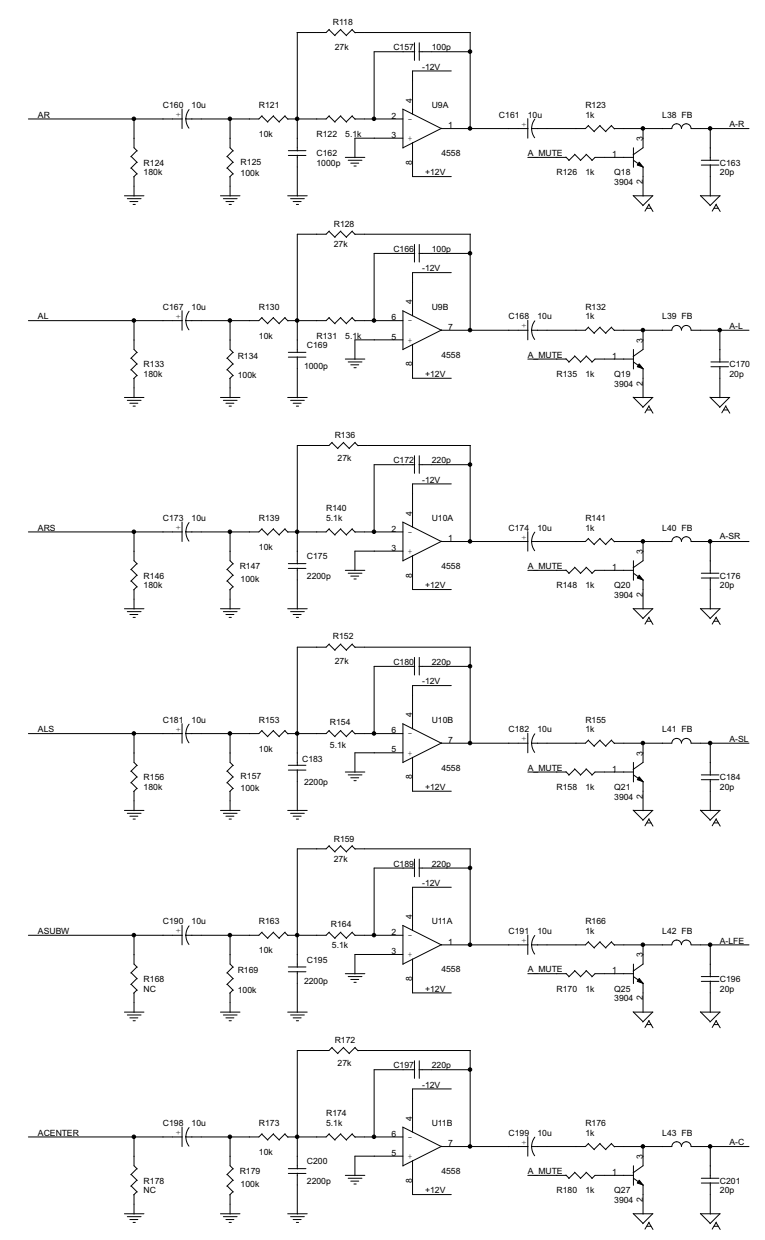 R118
27k
C157 100p
-12V
4
C160 10u R121 U9A C161 10u R123 L38 FB
AR 2 1 1k A-R
10k R122 5.1k 3 3
C162 4558 A_MUTE 1
R124 R125 1000p 8 +12V R126 1k Q18 2 C163
180k 100k 3904 20p
A A
R128
27k
C166 100p
-12V
4
C167 10u R130 U9B C168 10u R132 L39 FB
AL 6 7 1k A-L
10k R131 5.1k 5 3
C169 4558 A_MUTE 1
R133 R134 1000p 8 +12V R135 1k Q19 2 C170
180k 100k 3904 20p
A A
R136
27k
C172 220p
-12V
4
C173 10u R139 R140 U10A C174 10u R141 L40 FB
ARS 5.1k 2 1 1k A-SR
10k 3 3
C175 4558 A_MUTE 1
R146 R147 2200p 8 +12V R148 1k Q20 2 C176
180k 100k 3904 20p
A A
R152
27k
C180 220p
-12V
4
C181 10u R153 R154 U10B C182 10u R155 L41 FB
ALS 6 7 1k A-SL
10k 5.1k 5 3
C183 4558 A_MUTE 1
R156 R157 2200p 8 +12V R158 1k Q21 2 C184
180k 100k 3904 20p
A A
R159
27k
C189 220p
-12V
4
C190 10u R163 R164 U11A C191 10u R166 L42 FB
ASUBW 2 1 1k A-LFE
10k 5.1k 3 3
C195 4558 A_MUTE 1
R168 R169 2200p 8 +12V R170 1k Q25 2 C196
NC 100k 3904 20p
A A
R172
27k
C197 220p
-12V
4
C198 10u R173 R174 U11B C199 10u R176 L43 FB
ACENTER 5.1k 6 7 1k A-C
10k 5 3
C200 4558 A_MUTE 1
R178 R179 2200p 8 +12V R180 1k Q27 2 C201
NC 100k 3904 20p
A A